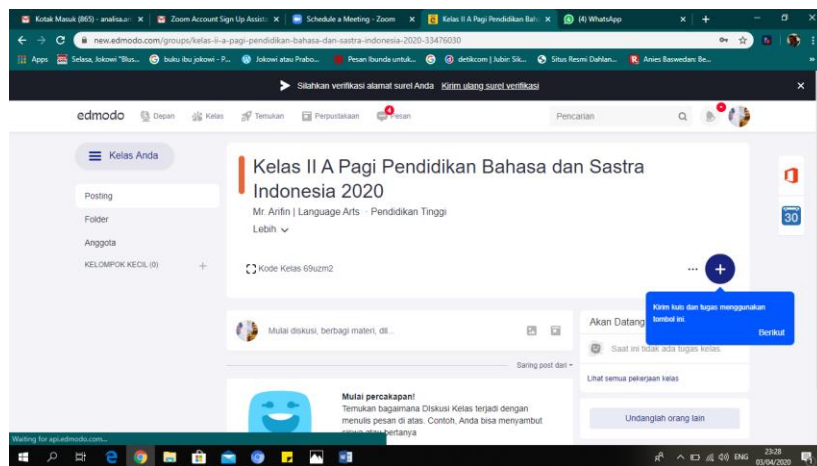 Kotak Masuk (865) - analisa.an
Zoom Account Sign Up Assista
Schedule a Meeting - Zoom
Kelas II A Pagi Pendidikan Baha
(4) WhatsApp
new.edmodo.com/groups/kelas-ii-a-pagi-pendidikan-bahasa-dan-sastra-indonesia-2020-33476030
Apps
Selasa, Jokowi "Blus...
buku ibu jokowi - P...
Jokowi atau Prabo...
Pesan Ibunda untuk...
detikcom | Jubir: Sik...
Situs Resmi Dahlan...
Anies Baswedan: Be...
Silahkan verifikasi alamat surel Anda Kirim ulang surel verifikasi
edmodo
Depan
Kelas
Temukan
Perpustakaan
4
Pesan
Pencarian
Kelas Anda
Posting
Folder
Anggota
KELOMPOK KECIL (0)
Kelas II A Pagi Pendidikan Bahasa dan Sastra
Indonesia 2020
Mr. Arifin | Language Arts · Pendidikan Tinggi
Lebih
Kode Kelas 69uzm2
30
Kirim kuis dan tugas menggunakan
tombol ini.
Berikut
Mulai diskusi, berbagi materi, dll...
Akan Datang
Saat ini tidak ada tugas kelas.
Saring post dari
Lihat semua pekerjaan kelas
Mulai percakapan!
Temukan bagaimana Diskusi Kelas terjadi dengan
menulis pesan di atas. Contoh, Anda bisa menyambut
siswa atau bertanya
Undanglah orang lain
Waiting for api.edmodo.com...
ENG
23:28
03/04/2020